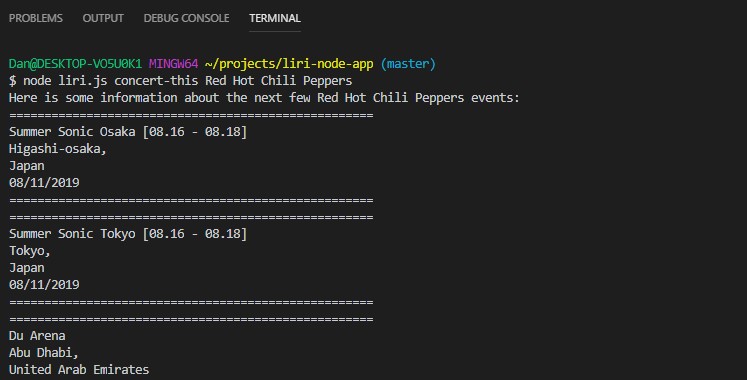 PROBLEMS OUTPUT DEBUG CONSOLE TERMINAL
Dan@DESKTOP-VO5U0K1 MINGW64 ~/projects/liri-node-app (master)
$ node liri.js concert-this Red Hot Chili Peppers
Here is some information about the next few Red Hot Chili Peppers events:
====================================================
Summer Sonic Osaka [08.16 - 08.18]
Higashi-osaka,
Japan
08/11/2019
====================================================
====================================================
Summer Sonic Tokyo [08.16 - 08.18]
Tokyo,
Japan
08/11/2019
====================================================
====================================================
Du Arena
Abu Dhabi,
United Arab Emirates